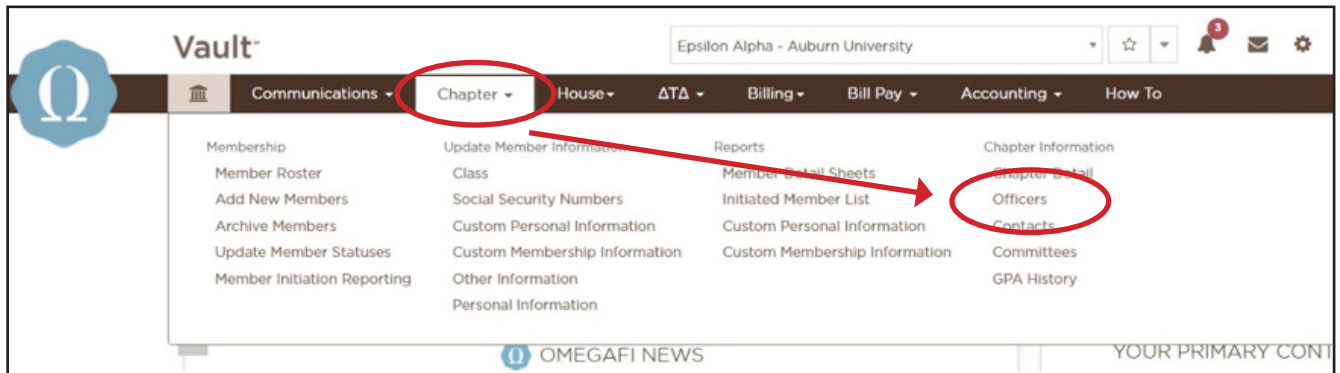 Vault
Epsilon Alpha - Auburn University
3
Ω
Communications
Chapter
House
ΔΤΔ
Billing
Bill Pay
Accounting
How To
Membership
Member Roster
Add New Members
Archive Members
Update Member Statuses
Member Initiation Reporting
Update Member Information
Class
Social Security Numbers
Custom Personal Information
Custom Membership Information
Other Information
Personal Information
Reports
Member Detail Sheets
Initiated Member List
Custom Personal Information
Custom Membership Information
Chapter Information
Chapter Detail
Officers
Contacts
Committees
GPA History
Ω OMEGAFI NEWS
YOUR PRIMARY CONT